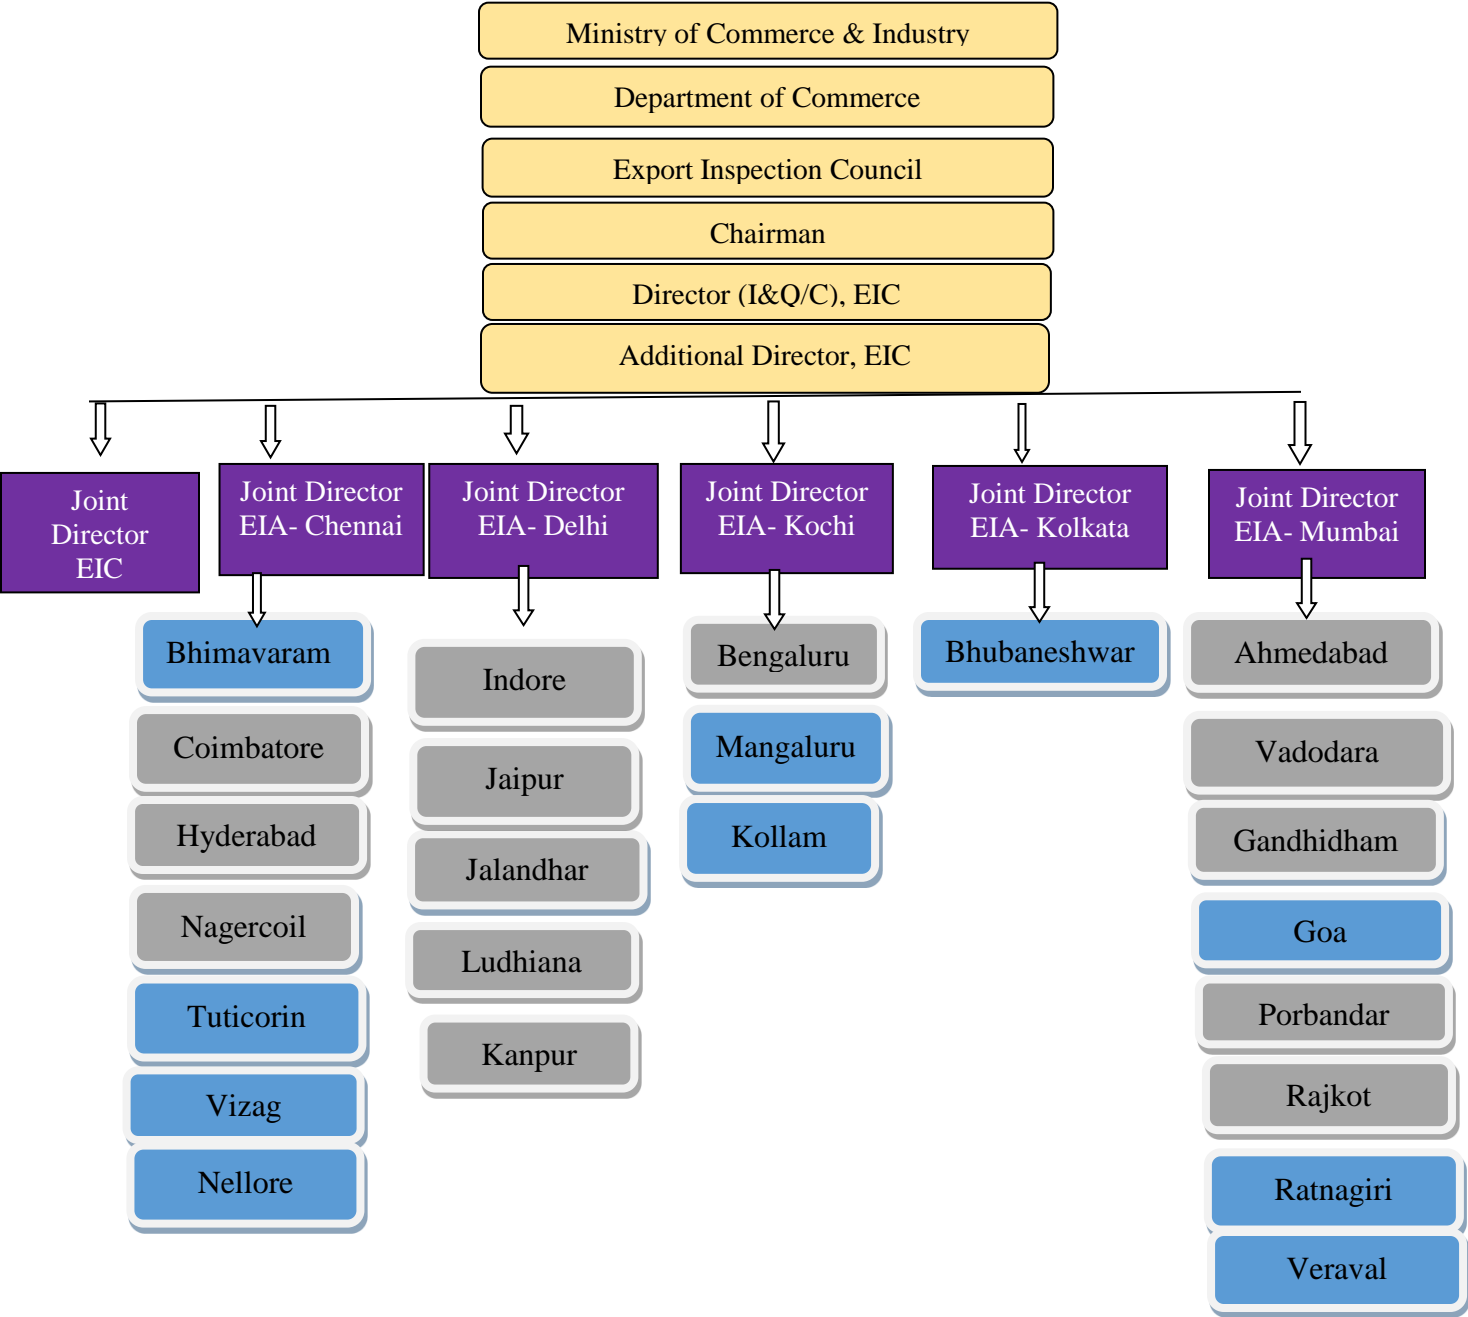 Ministry of Commerce & Industry
Department of Commerce
Export Inspection Council
Chairman
Director (I&Q/C), EIC
Additional Director, EIC
Joint
Director
EIC
Joint Director
EIA- Chennai
Joint Director
EIA- Delhi
Joint Director
EIA- Kochi
Joint Director
EIA- Kolkata
Joint Director
EIA- Mumbai
Bhimavaram
Coimbatore
Hyderabad
Nagercoil
Tuticorin
Vizag
Nellore
Indore
Jaipur
Jalandhar
Ludhiana
Kanpur
Bengaluru
Mangaluru
Kollam
Bhubaneshwar
Ahmedabad
Vadodara
Gandhidham
Goa
Porbandar
Rajkot
Ratnagiri
Veraval